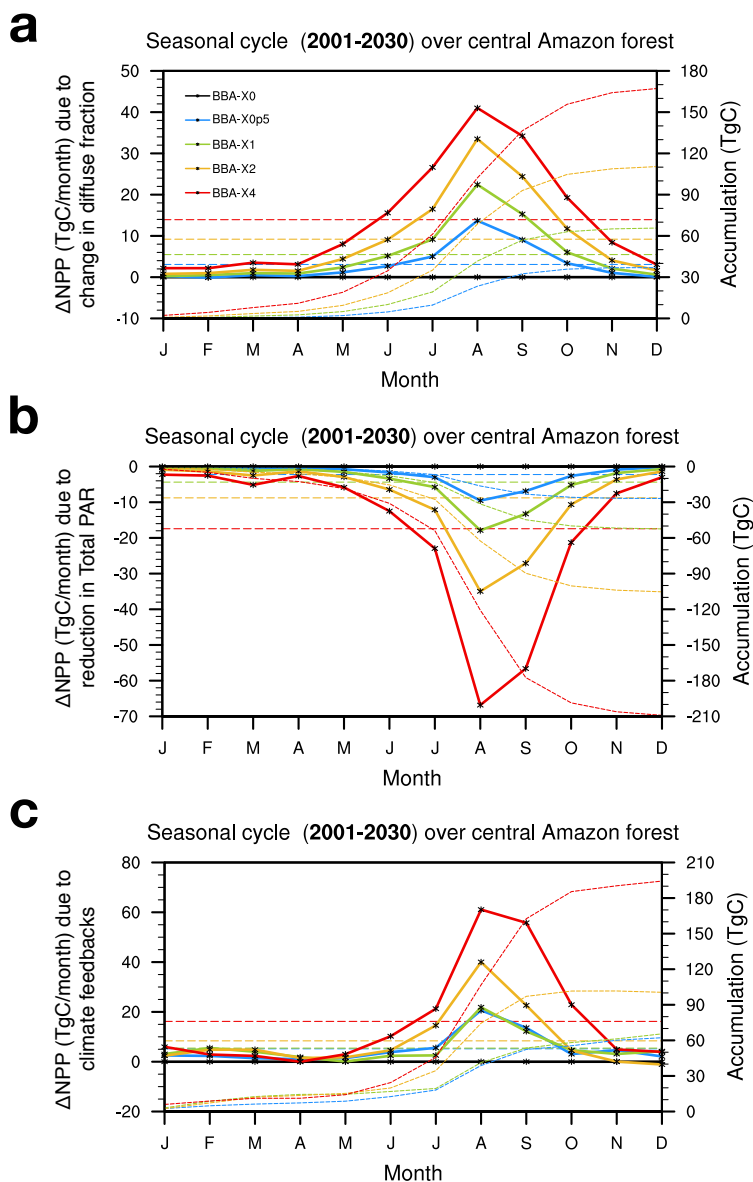 a
Seasonal cycle (2001-2030) over central Amazon forest
ΔNPP (TgC/month) due to
change in diffuse fraction
50
40
30
20
10
0
-10
BBA-X0
BBA-X0p5
BBA-X1
BBA-X2
BBA-X4
180
150
120
90
60
30
0
Accumulation (TgC)
J F M A M J J A S O N D
Month
b
Seasonal cycle (2001-2030) over central Amazon forest
ΔNPP (TgC/month) due to
reduction in Total PAR
0
-10
-20
-30
-40
-50
-60
-70
0
-30
-60
-90
-120
-150
-180
-210
Accumulation (TgC)
J F M A M J J A S O N D
Month
c
Seasonal cycle (2001-2030) over central Amazon forest
ΔNPP (TgC/month) due to
climate feedbacks
80
60
40
20
0
-20
210
180
150
120
90
60
30
0
Accumulation (TgC)
J F M A M J J A S O N D
Month